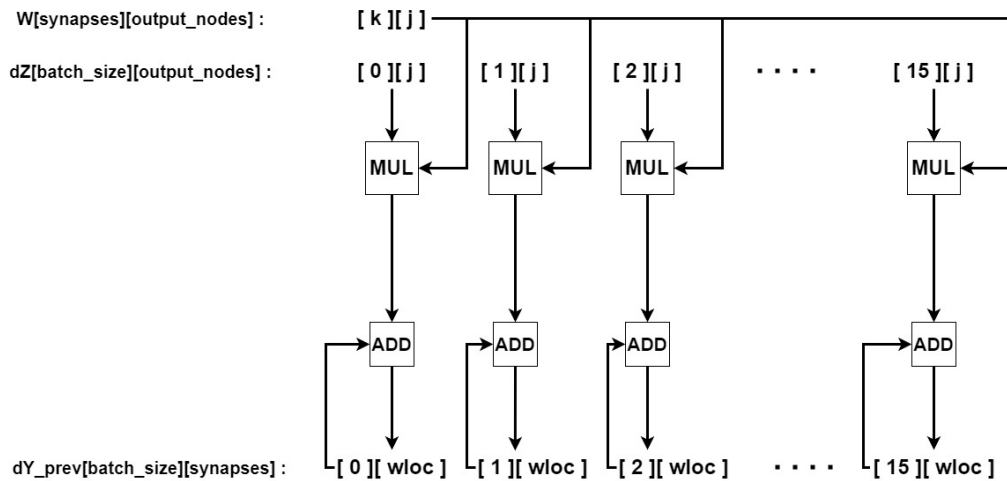 W[synapses][output_nodes] : [ k ][ j ]
dZ[batch_size][output_nodes] : [ 0 ][ j ] [ 1 ][ j ] [ 2 ][ j ] . . . . [ 15 ][ j ]
MUL MUL MUL MUL
ADD ADD ADD ADD
dY_prev[batch_size][synapses] : [ 0 ][ wloc ] [ 1 ][ wloc ] [ 2 ][ wloc ] . . . . [ 15 ][ wloc ]